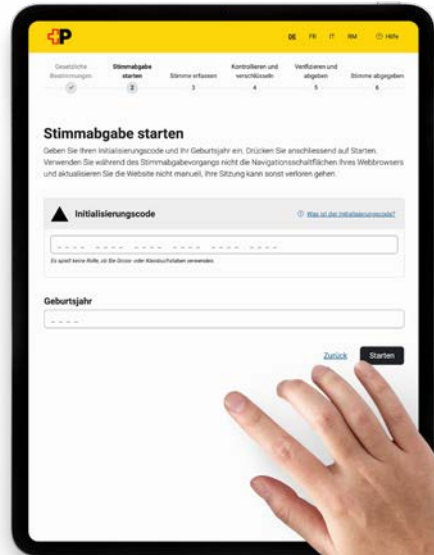 P
DE FR IT RM Hilfe
Gesetzliche Bestimmungen
Stimmabgabe starten
Stimme erfassen
Kontrollieren und verschlüsseln
Verifizieren und abgeben
Stimme abgegeben
2 3 4 5 6
Stimmabgabe starten
Geben Sie Ihren Initialisierungscode und Ihr Geburtsjahr ein. Drücken Sie anschliessend auf Starten.
Verwenden Sie während des Stimmabgabevorgangs nicht die Navigationsschaltflächen Ihres Webbrowsers
und aktualisieren Sie die Website nicht manuell, Ihre Sitzung kann sonst verloren gehen.
Initialisierungscode
Was ist der Initialisierungscode?
Es spielt keine Rolle, ob Sie Gross- oder Kleinbuchstaben verwenden.
Geburtsjahr
Zurück Starten